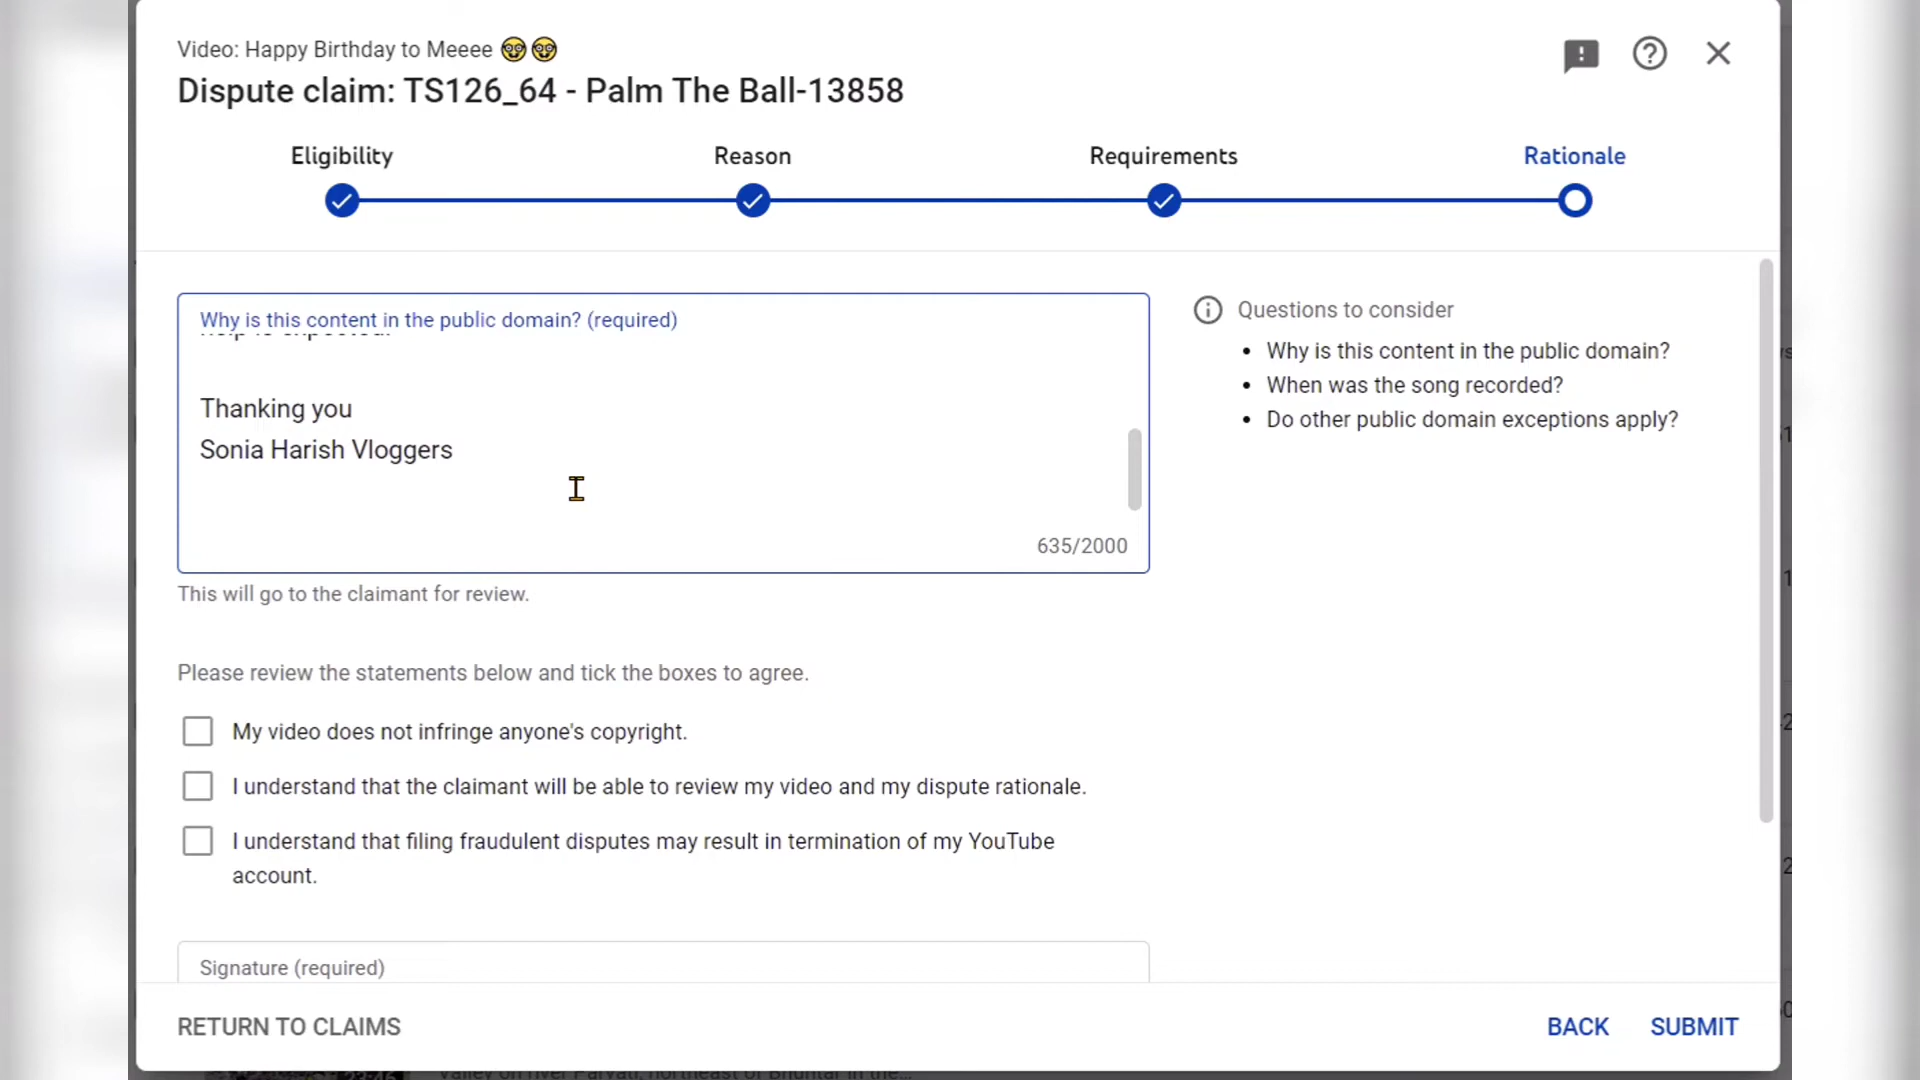 Video: Happy Birthday to Meeee 🤓🤓
Dispute claim: TS126_64 - Palm The Ball-13858
Eligibility
Reason
Requirements
Rationale
Why is this content in the public domain? (required)
Thanking you
Sonia Harish Vloggers
635/2000
This will go to the claimant for review.
Questions to consider
• Why is this content in the public domain?
• When was the song recorded?
• Do other public domain exceptions apply?
Please review the statements below and tick the boxes to agree.
My video does not infringe anyone's copyright.
I understand that the claimant will be able to review my video and my dispute rationale.
I understand that filing fraudulent disputes may result in termination of my YouTube
account.
Signature (required)
RETURN TO CLAIMS
BACK
SUBMIT